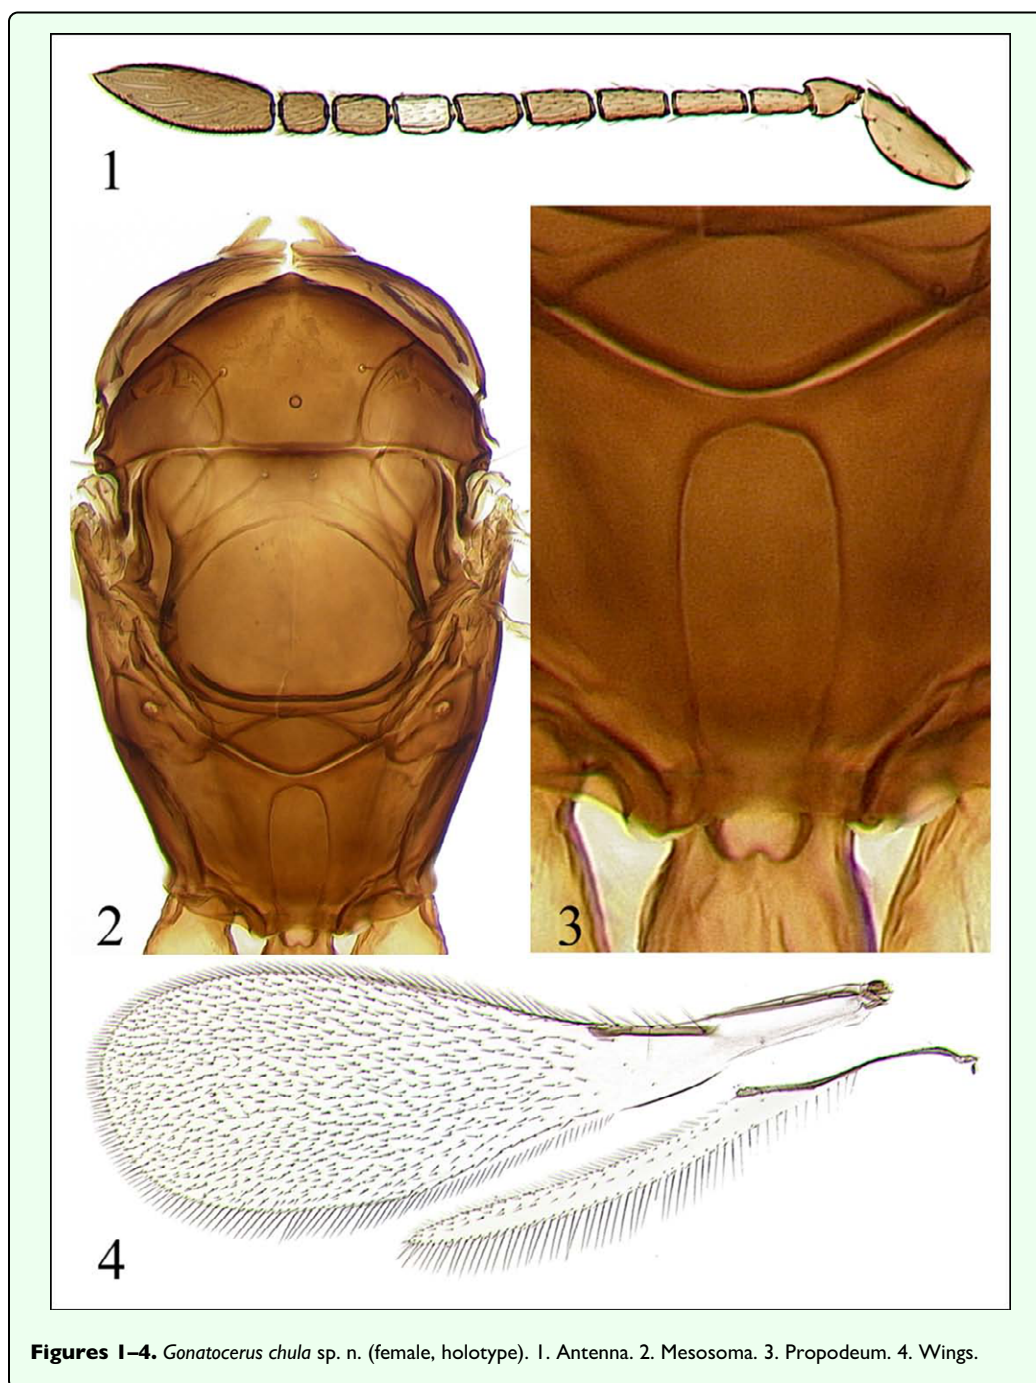 1
2
3
4
Figures 1–4. Gonatocerus chula sp. n. (female, holotype). 1. Antenna. 2. Mesosoma. 3. Propodeum. 4. Wings.